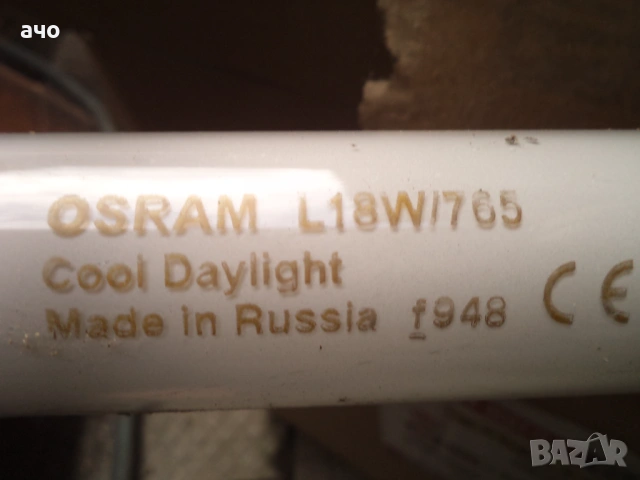 ачо
OSRAM L18W/765
Cool Daylight
Made in Russia f948 CE
BAZAR